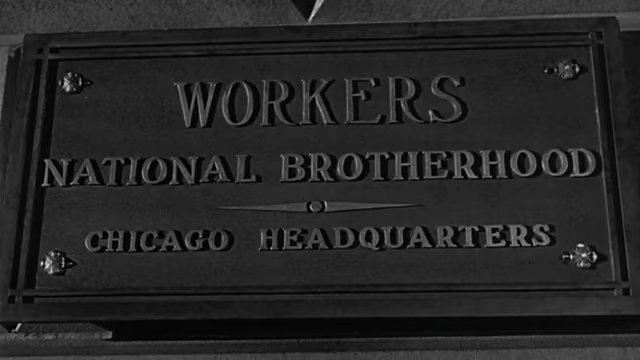 WORKERS
NATIONAL BROTHERHOOD
CHICAGO HEADQUARTERS